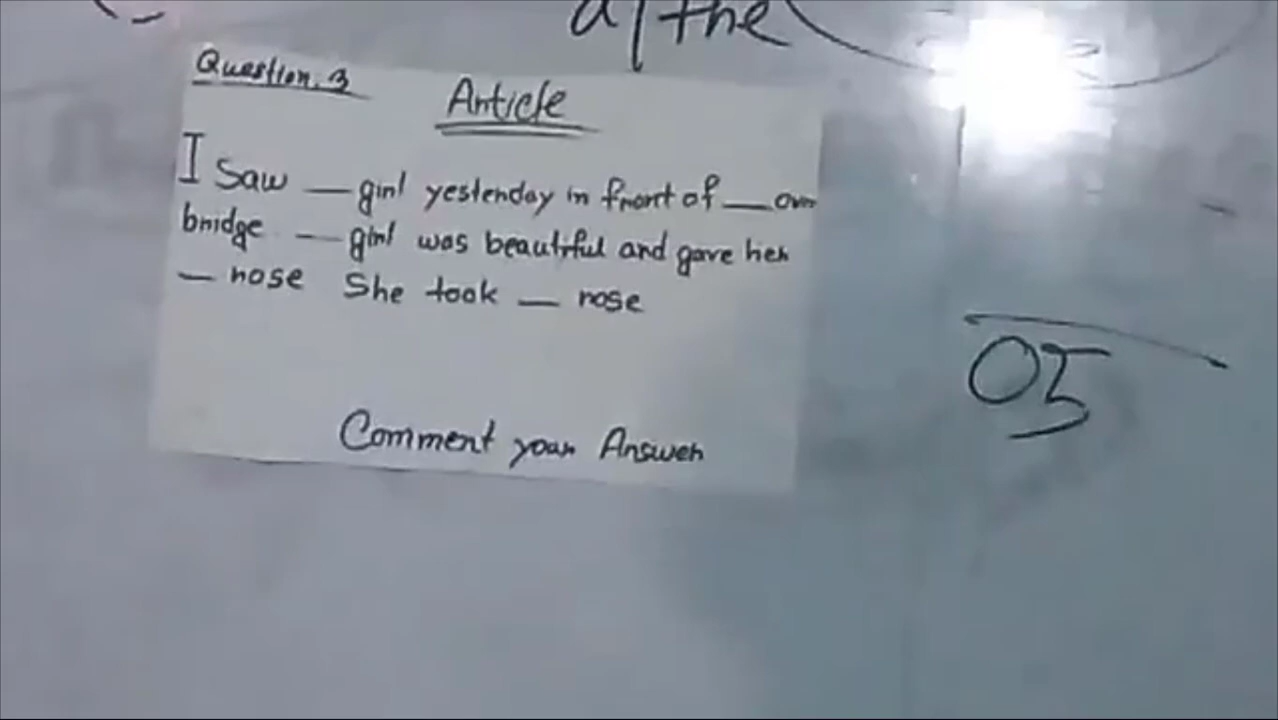 a/the
Question.3
Article
I Saw __ girl yesterday in front of __ over
bridge __ girl was beautiful and gave her
__ rose She took __ rose
Comment your Answer
05